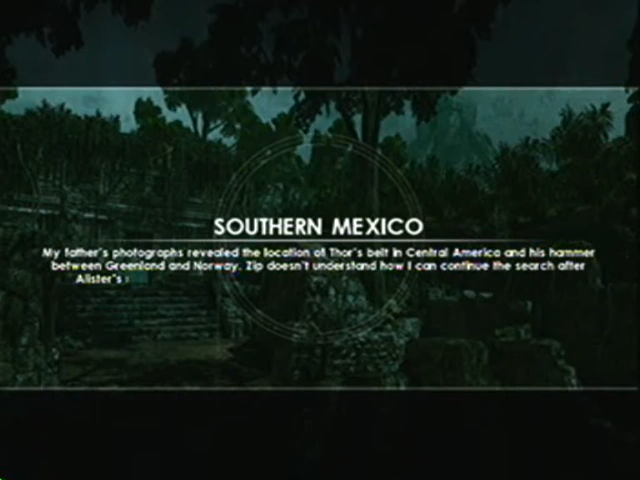 SOUTHERN MEXICO
My father's photographs revealed the location of Thor's belt in Central America and his hammer
between Greenland and Norway. Zip doesn't understand how I can continue the search after
Alister's